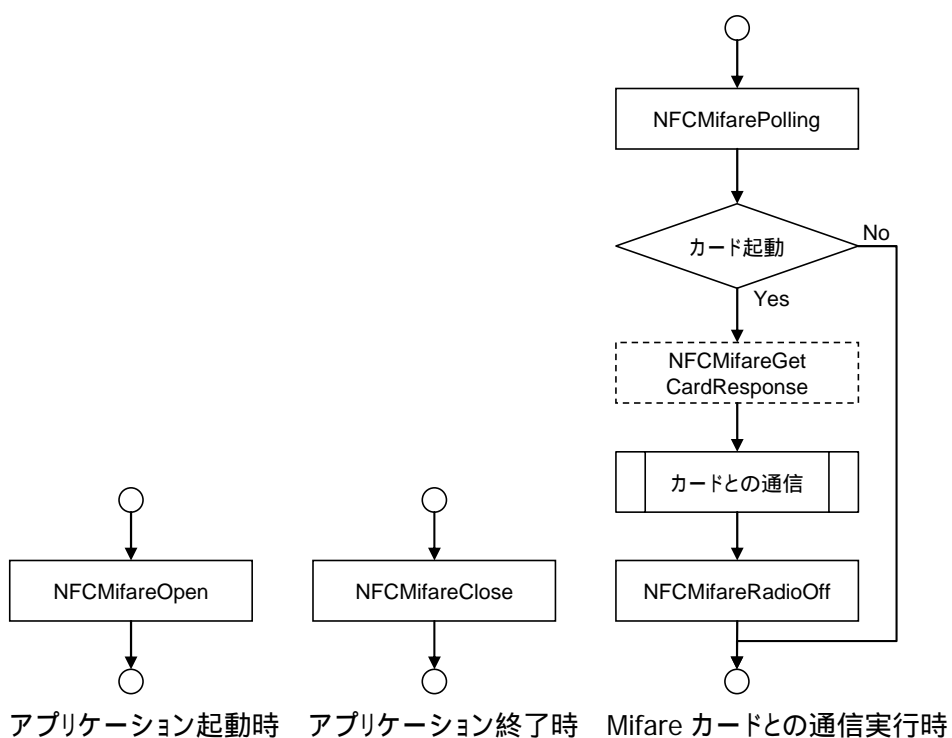 NFCMifarePolling
カード起動
No
Yes
NFCMifareGet
CardResponse
カードとの通信
NFCMifareOpen
NFCMifareClose
NFCMifareRadioOff
アプリケーション起動時
アプリケーション終了時
Mifare カードとの通信実行時